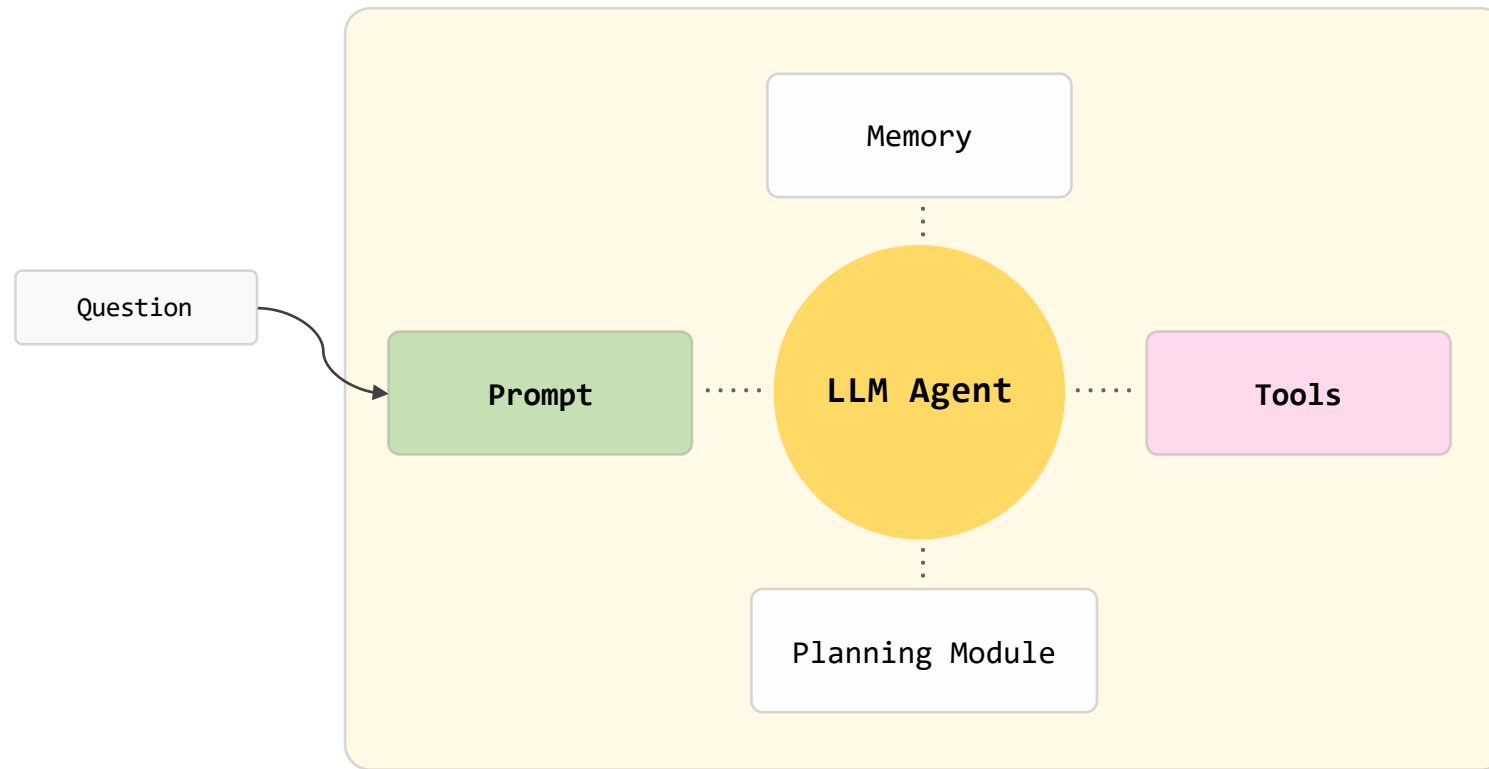 Memory
Question
Prompt
LLM Agent
Tools
Planning Module